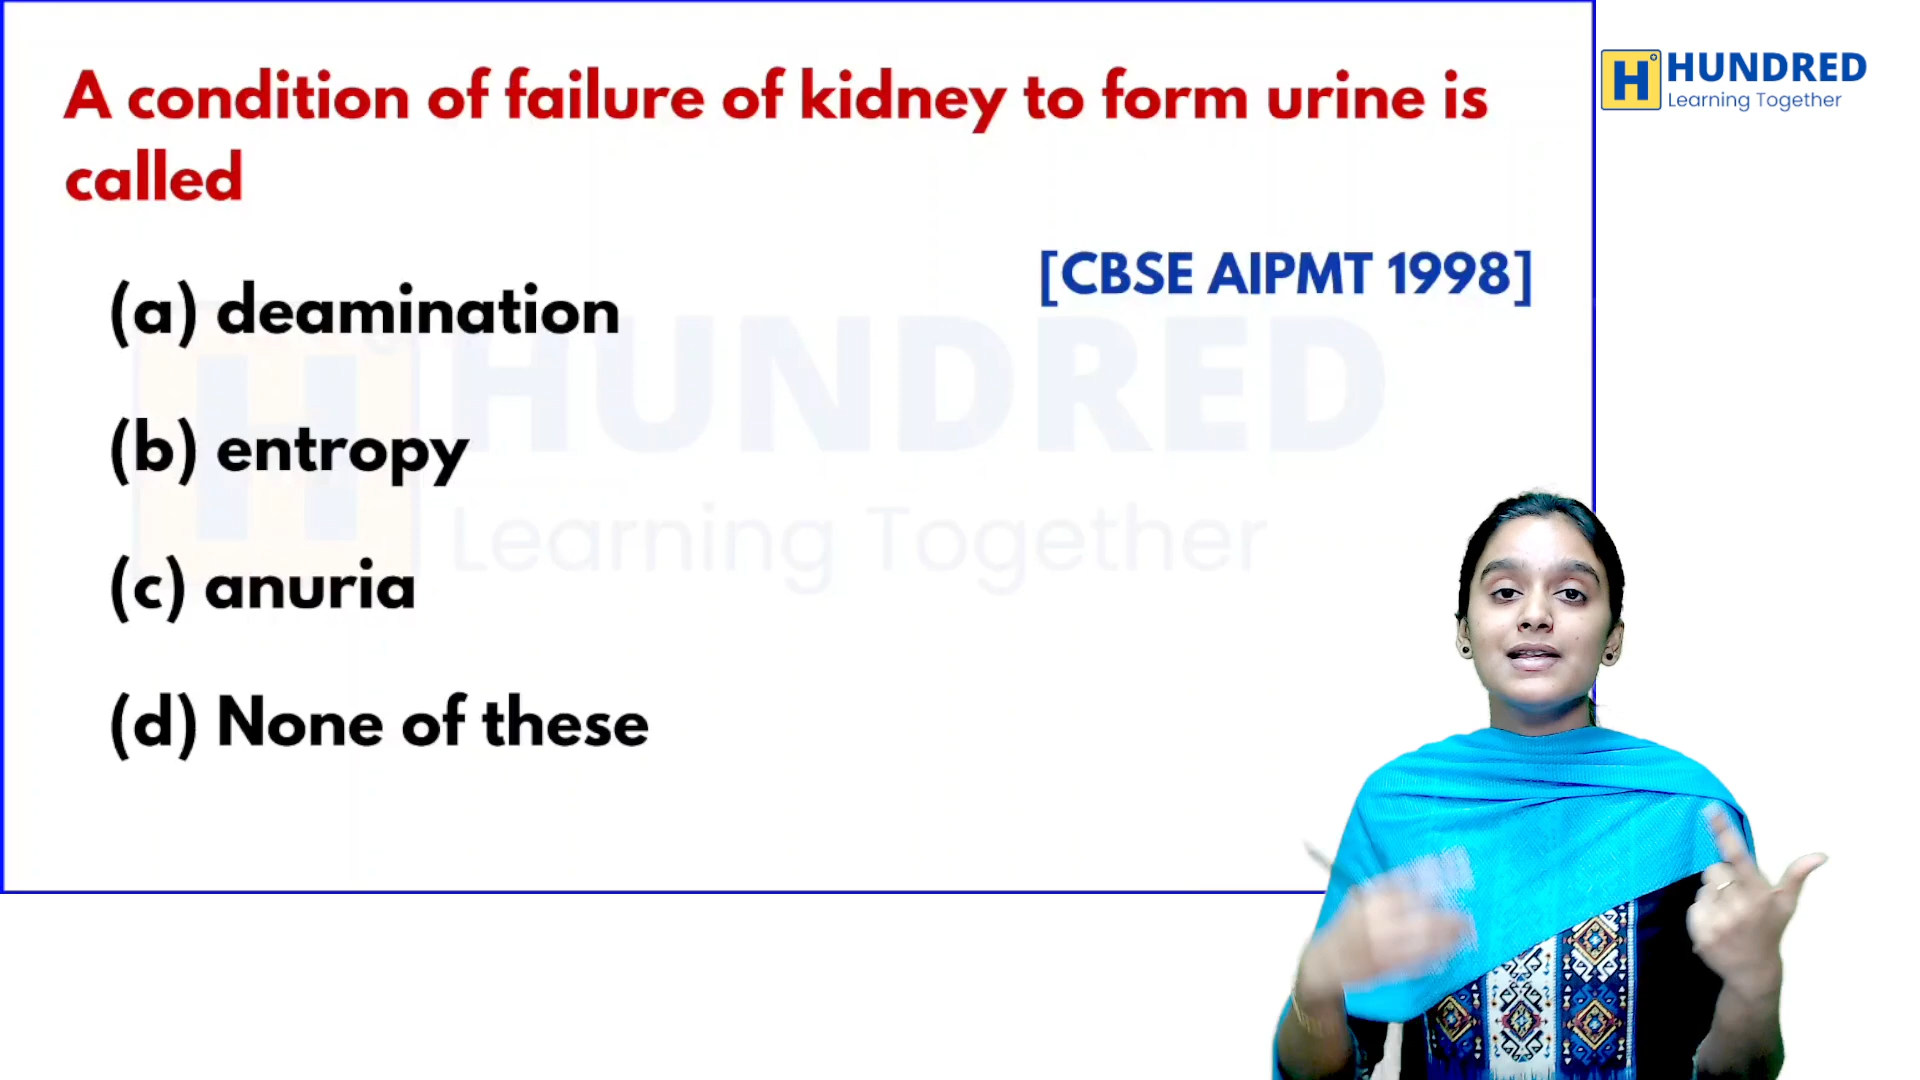 A condition of failure of kidney to form urine is
called
[CBSE AIPMT 1998]
(a) deamination
(b) entropy
(c) anuria
(d) None of these
HUNDRED
Learning Together
H HUNDRED
Learning Together